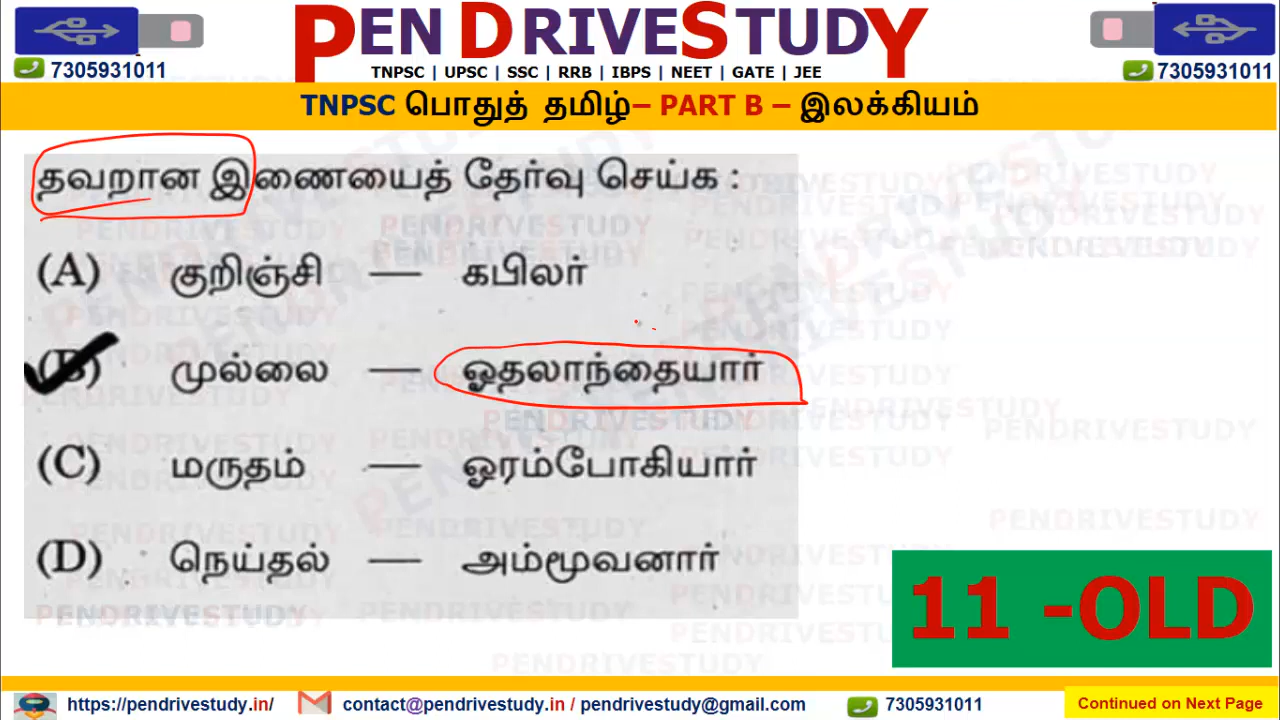 PEN DRIVESTUDY
TNPSC | UPSC | SSC | RRB | IBPS | NEET | GATE | JEE
7305931011
7305931011
TNPSC பொதுத் தமிழ்– PART B – இலக்கியம்
தவறான இணையைத் தேர்வு செய்க :
(A) குறிஞ்சி — கபிலர்
(B) முல்லை — ஓதலாந்தையார்
(C) மருதம் — ஓரம்போகியார்
(D) நெய்தல் — அம்மூவனார்
11 -OLD
https://pendrivestudy.in/ contact@pendrivestudy.in / pendrivestudy@gmail.com 7305931011 Continued on Next Page